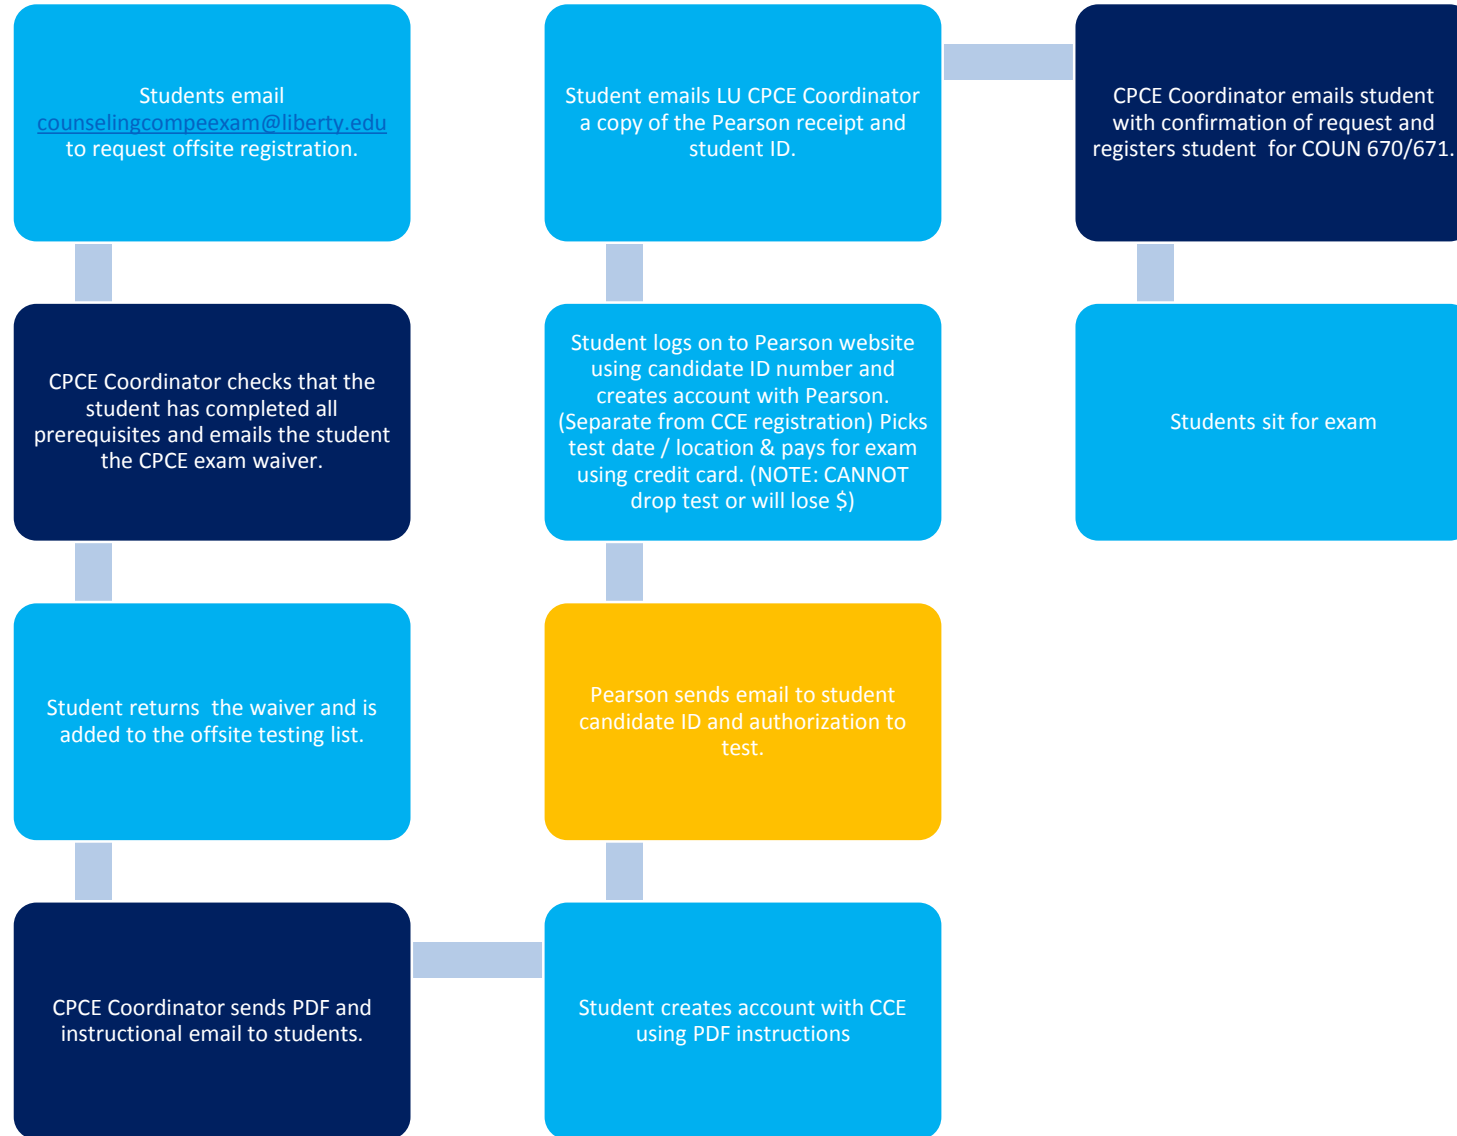 Students email
counselingcompeexam@liberty.edu
to request offsite registration.
CPCE Coordinator checks that the
student has completed all
prerequisites and emails the student
the CPCE exam waiver.
Student returns  the waiver and is
added to the offsite testing list.
CPCE Coordinator sends PDF and
instructional email to students.
Student creates account with CCE
using PDF instructions
Pearson sends email to student
candidate ID and authorization to
test.
Student logs on to Pearson website
using candidate ID number and
creates account with Pearson.
(Separate from CCE registration) Picks
test date / location & pays for exam
using credit card. (NOTE: CANNOT
drop test or will lose $)
Student emails LU CPCE Coordinator
a copy of the Pearson receipt and
student ID.
CPCE Coordinator emails student
with confirmation of request and
registers student  for COUN 670/671.
Students sit for exam